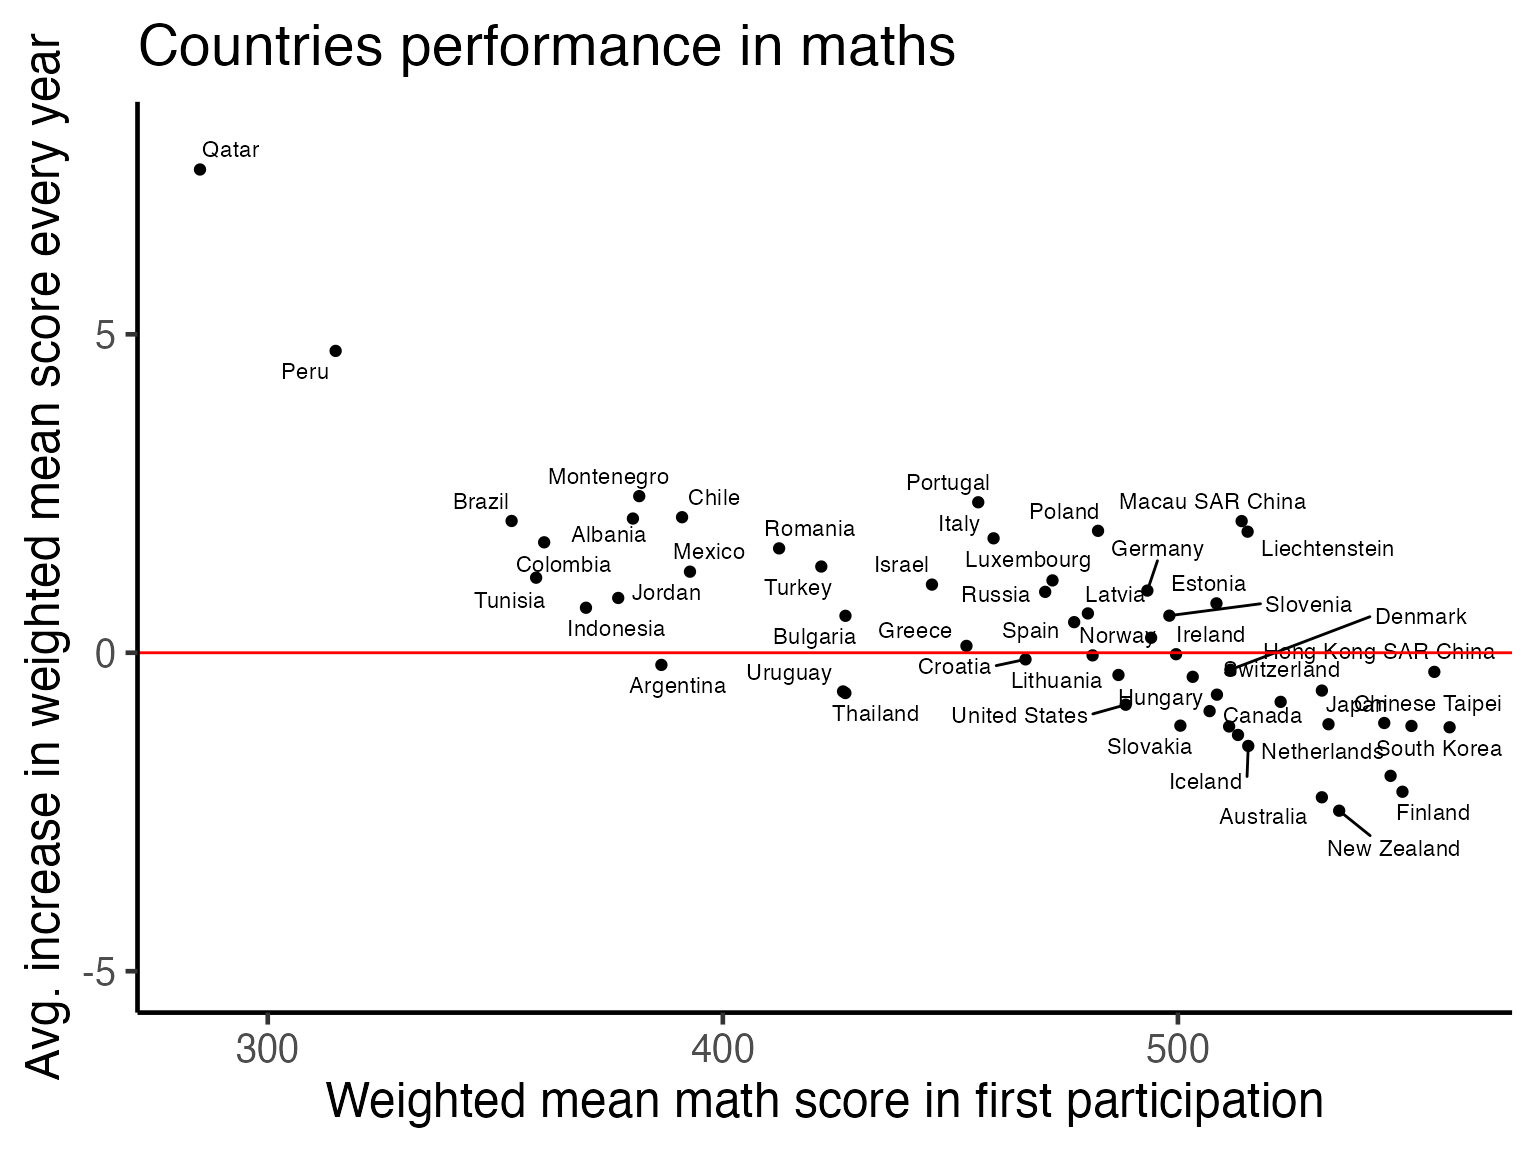 Countries performance in maths
Avg. increase in weighted mean score every year
Qatar
5
Peru
Montenegro
Portugal
Brazil
Chile
Macau SAR China
Poland
Italy
Romania
Albania
Mexico
Germany
Liechtenstein
Colombia
Israel
Luxembourg
Tunisia
Jordan
Turkey
Russia
Latvia
Estonia
Slovenia
Denmark
Indonesia
Bulgaria
Greece
Spain
Norway
Ireland
0
Hong Kong SAR China
Croatia
Switzerland
Argentina
Uruguay
Lithuania
Hungary
Japan
Chinese Taipei
Thailand
United States
Canada
Slovakia
Netherlands
South Korea
Iceland
Australia
Finland
New Zealand
-5
300
400
500
Weighted mean math score in first participation